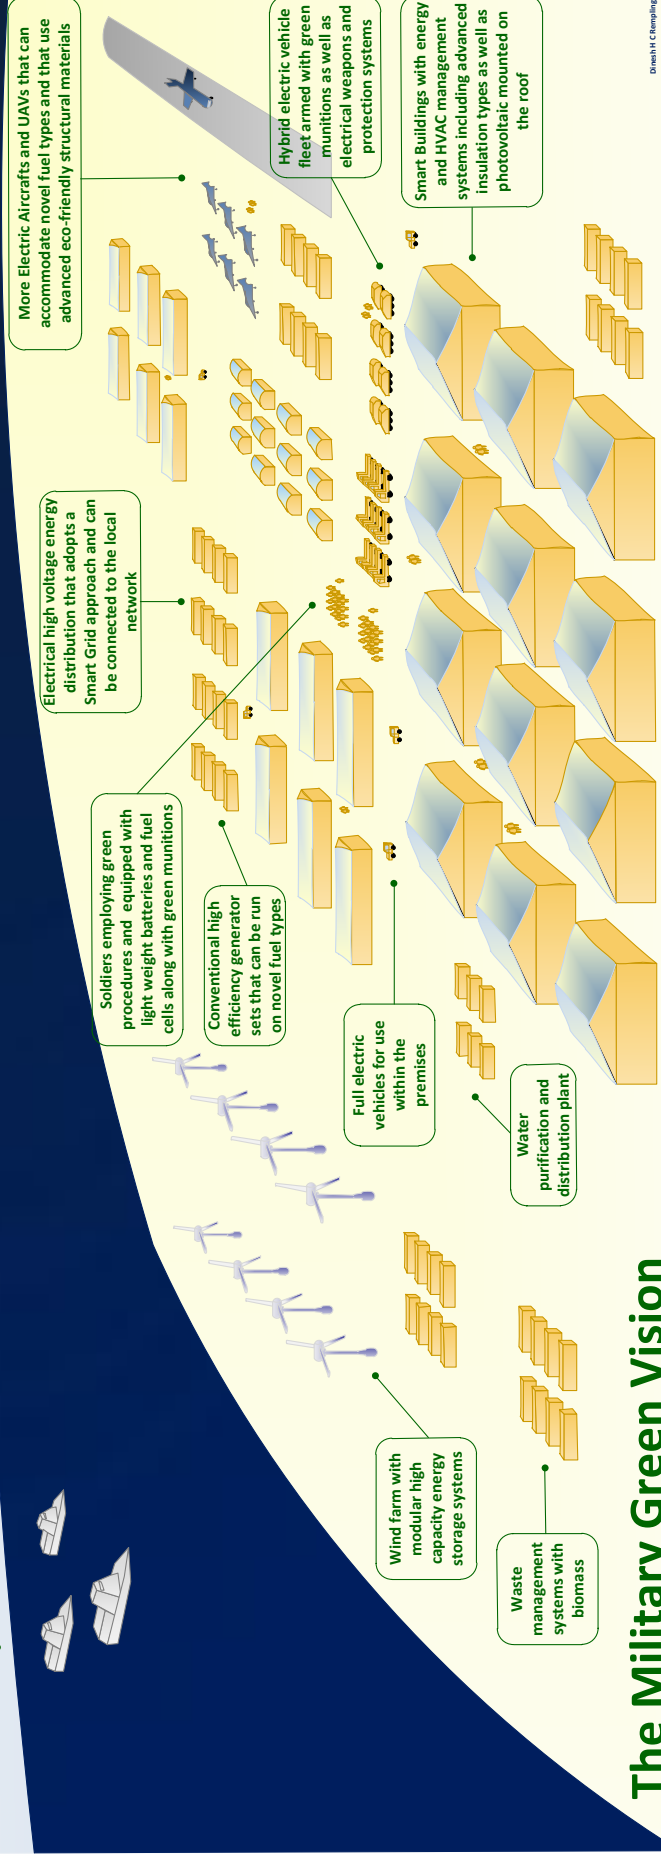 More Electric Aircrafts and UAVs that can
accommodate novel fuel types and that use
advanced eco-friendly structural materials
Hybrid electric vehicle
fleet armed with green
munitions as well as
electrical weapons and
protection systems
Smart Buildings with energy
and HVAC management
systems including advanced
insulation types as well as
photovoltaic mounted on
the roof
Electrical high voltage energy
distribution that adopts a
Smart Grid approach and can
be connected to the local
network
Soldiers employing green
procedures and equipped with
light weight batteries and fuel
cells along with green munitions
Conventional high
efficiency generator
sets that can be run
on novel fuel types
Full electric
vehicles for use
within the
premises
Water
purification and
distribution plant
Wind farm with
modular high
capacity energy
storage systems
Waste
management
systems with
biomass
The Military Green Vision
Dinesh H C Rempling